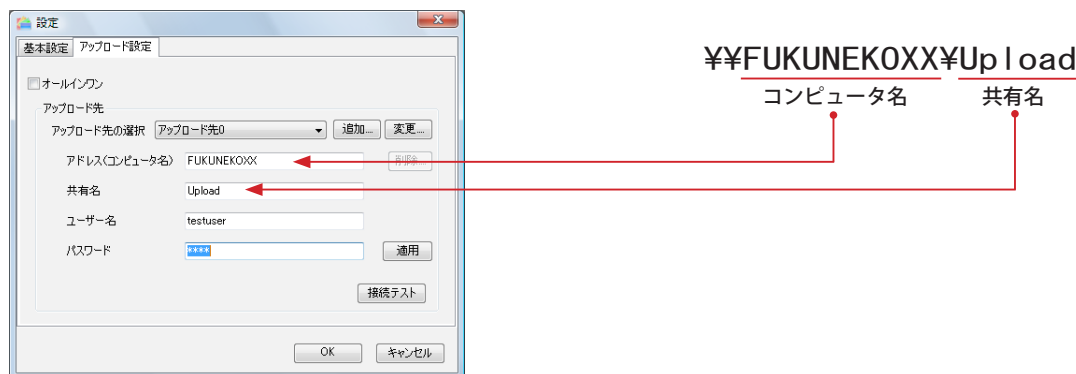 設定
基本設定 アップロード設定
オールインワン
アップロード先
アップロード先の選択 アップロード先0 追加... 変更...
アドレス(コンピュータ名) FUKUNEKOXX 削除...
共有名 Upload
ユーザー名 testuser
パスワード **** 適用
接続テスト
OK キャンセル
¥¥FUKUNEKOXX¥Upload
コンピュータ名 共有名